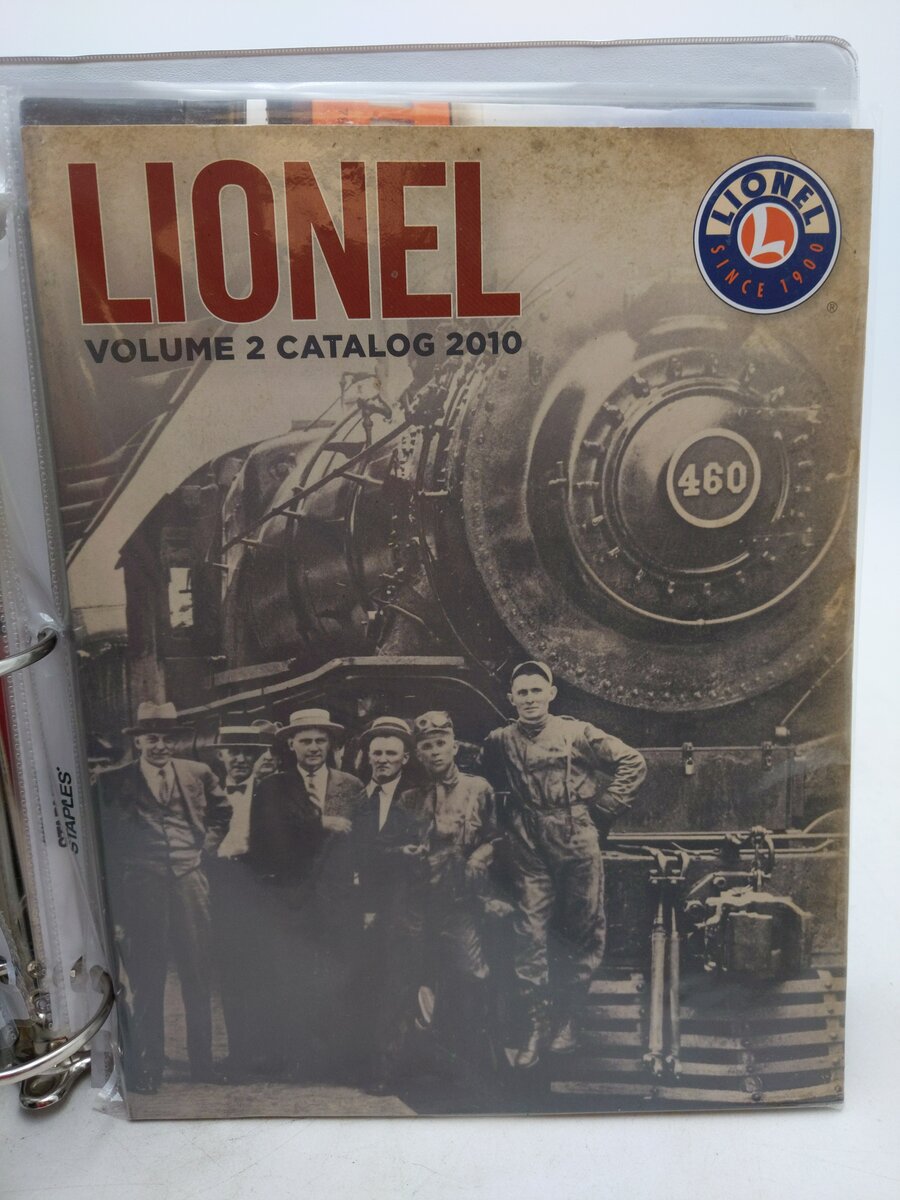 LIONEL
VOLUME 2 CATALOG 2010
LIONEL
L
SINCE 1900
®
460
STAPLES